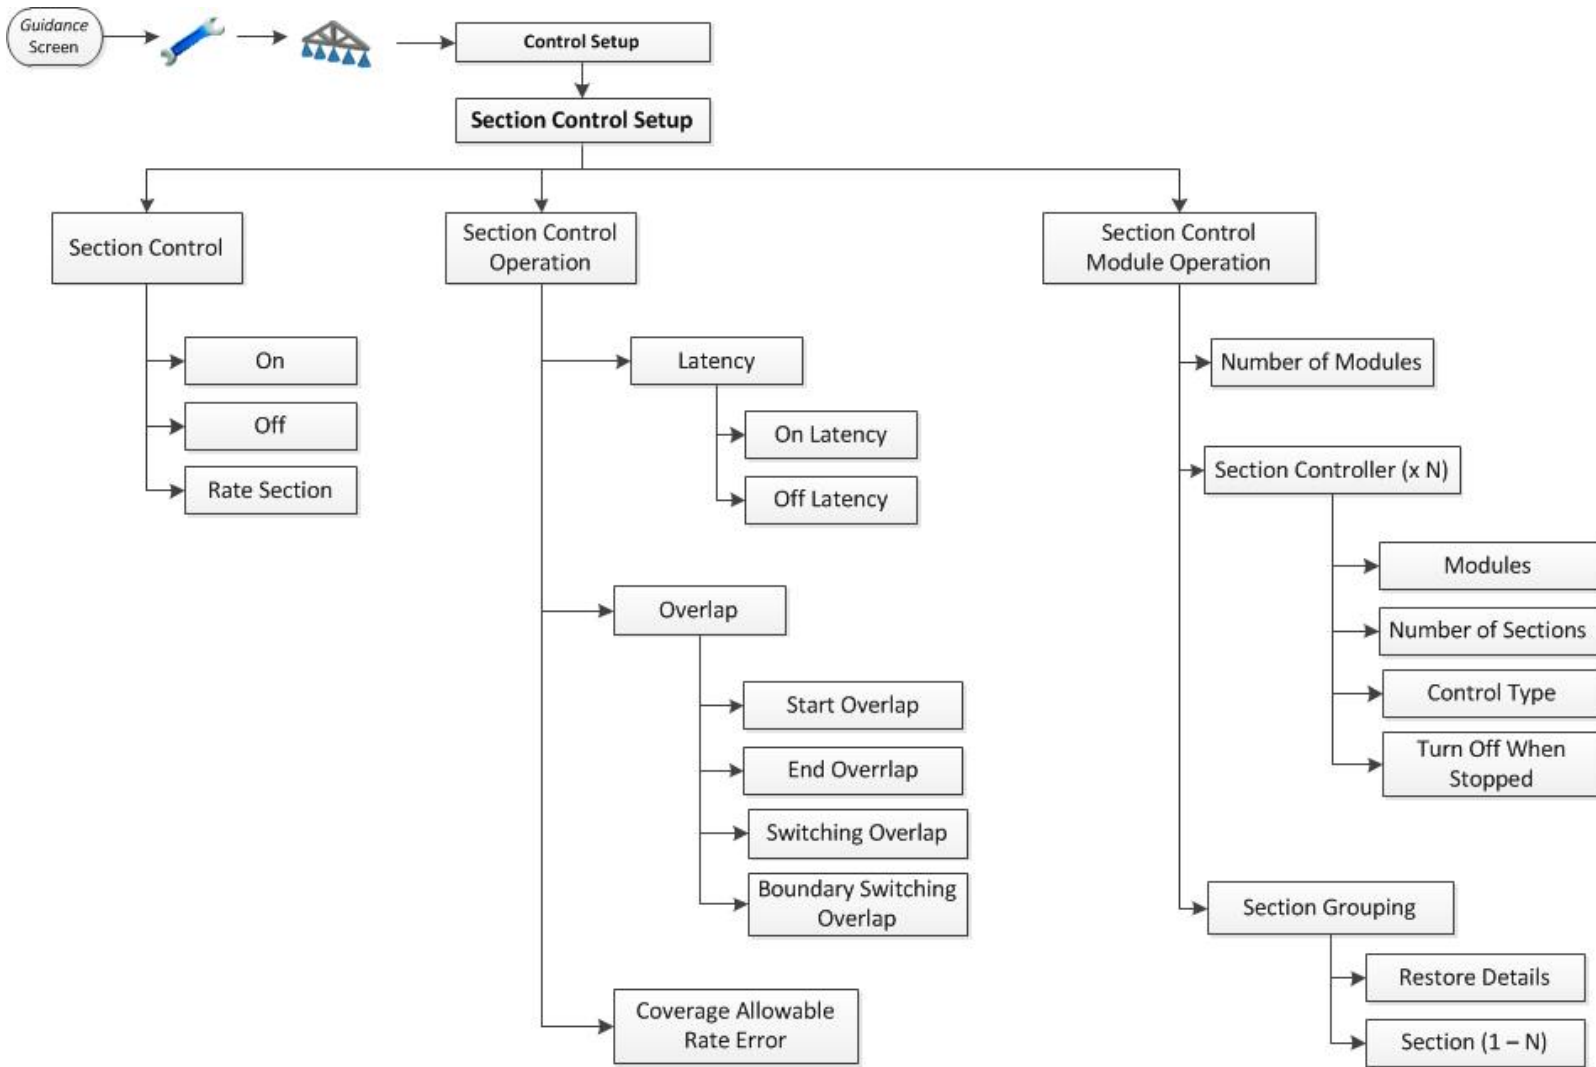 Guidance
Screen
Control Setup
Section Control Setup
Section Control
On
Off
Rate Section
Section Control
Operation
Latency
On Latency
Off Latency
Overlap
Start Overlap
End Overrlap
Switching Overlap
Boundary Switching
Overlap
Coverage Allowable
Rate Error
Section Control
Module Operation
Number of Modules
Section Controller (x N)
Modules
Number of Sections
Control Type
Turn Off When
Stopped
Section Grouping
Restore Details
Section (1 – N)